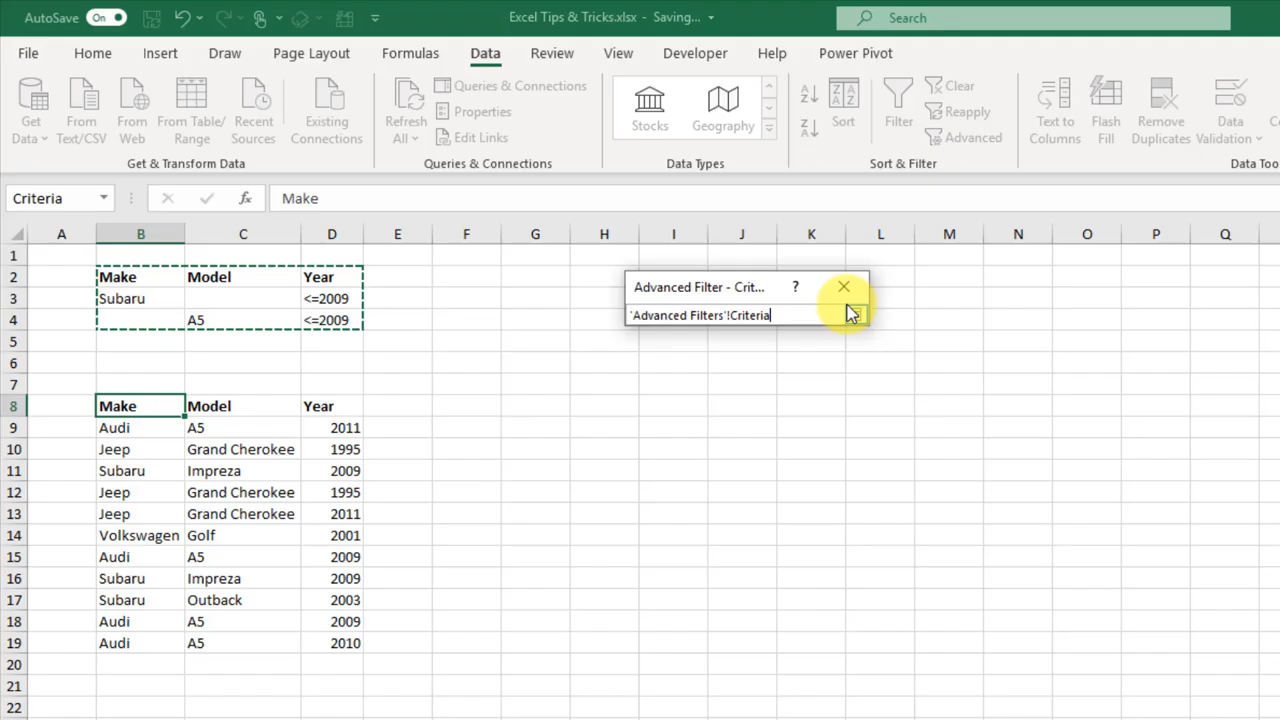 AutoSave On Excel Tips & Tricks.xlsx - Saving... Search
File Home Insert Draw Page Layout Formulas Data Review View Developer Help Power Pivot
Get Data From Text/CSV From Web From Table/ Range Recent Sources Existing Connections
Refresh All Queries & Connections Properties Edit Links
Stocks Geography
Sort Filter Clear Reapply Advanced
Text to Columns Flash Fill Remove Duplicates Data Validation
Get & Transform Data Queries & Connections Data Types Sort & Filter Data Too
Criteria fx Make
A B C D E F G H I J K L M N O P Q
1
2 Make Model Year
3 Subaru <=2009
4 A5 <=2009
Advanced Filter - Crit... ?
'Advanced Filters'!Criteria
5
6
7
8 Make Model Year
9 Audi A5 2011
10 Jeep Grand Cherokee 1995
11 Subaru Impreza 2009
12 Jeep Grand Cherokee 1995
13 Jeep Grand Cherokee 2011
14 Volkswagen Golf 2001
15 Audi A5 2009
16 Subaru Impreza 2009
17 Subaru Outback 2003
18 Audi A5 2009
19 Audi A5 2010
20
21
22